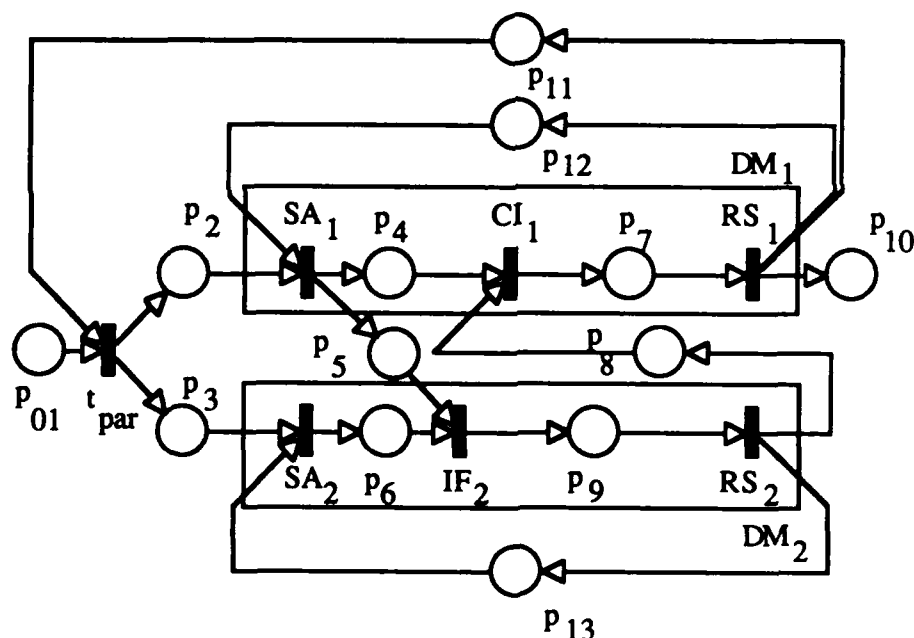 p11
p12
DM1
p2
SA1
p4
CI1
p7
RS1
p10
p01
tpar
p3
p5
p8
SA2
p6
IF2
p9
RS2
DM2
p13